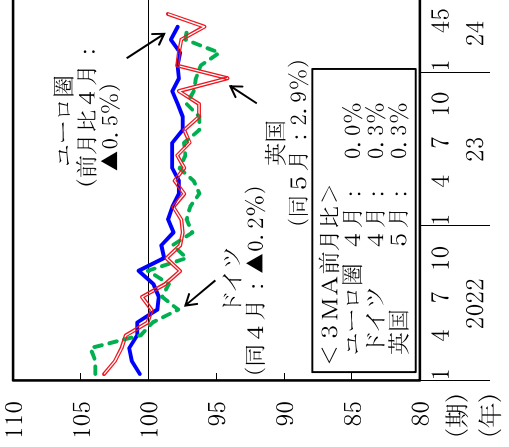 110
105
100
95
90
85
80
ユーロ圏
(前月比4月：
▲0.5%)
英国
(同5月：2.9%)
ドイツ
(同4月：▲0.2%)
＜3MA前月比＞
ユーロ圏 4月： 0.0%
ドイツ 4月： 0.3%
英国 5月： 0.3%
1 4 7 10 1 4 7 10 1 45 (期)
2022 23 24 (年)